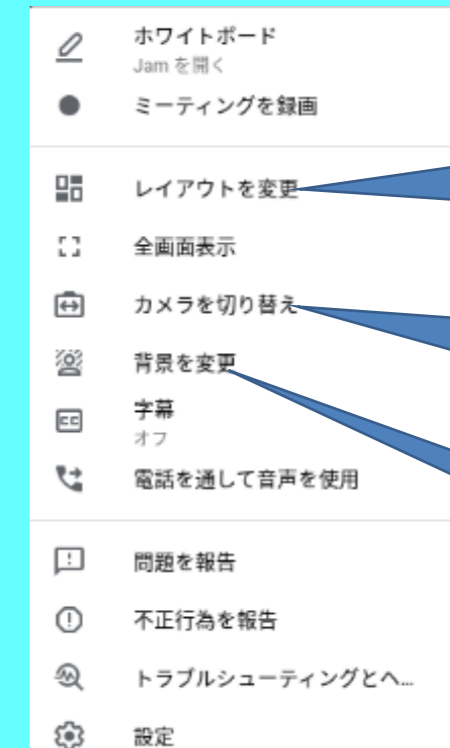 ホワイトボード
Jam を開く
ミーティングを録画
レイアウトを変更
全画面表示
カメラを切り替え
背景を変更
字幕
オフ
電話を通して音声を使用
問題を報告
不正行為を報告
トラブルシューティングとヘ...
設定